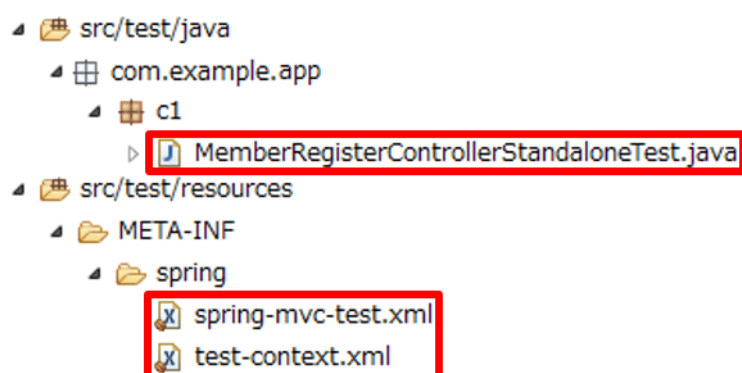 src/test/java
com.example.app
c1
MemberRegisterControllerStandaloneTest.java
src/test/resources
META-INF
spring
spring-mvc-test.xml
test-context.xml